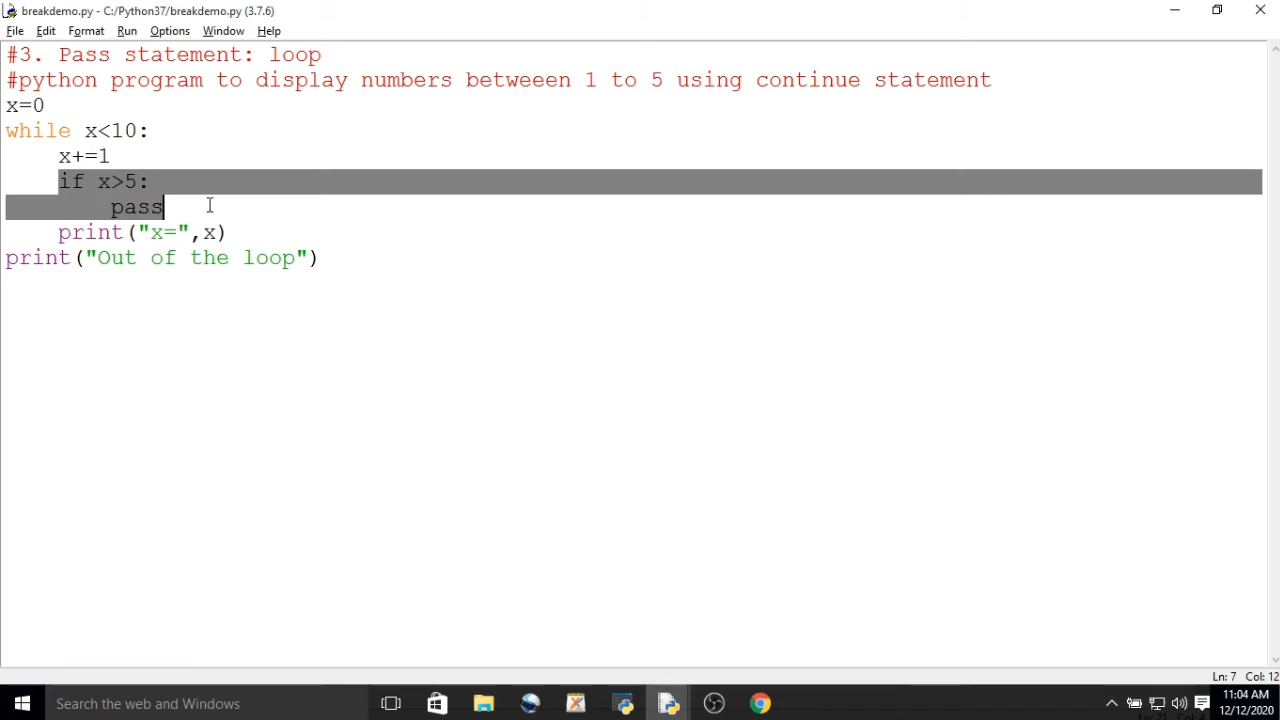 breakdemo.py - C:/Python37/breakdemo.py (3.7.6)
File Edit Format Run Options Window Help
#3. Pass statement: loop
#python program to display numbers betweeen 1 to 5 using continue statement
x=0
while x<10:
    x+=1
    if x>5:
        pass
    print("x=",x)
print("Out of the loop")
Ln: 7 Col: 12
Search the web and Windows
11:04 AM
12/12/2020